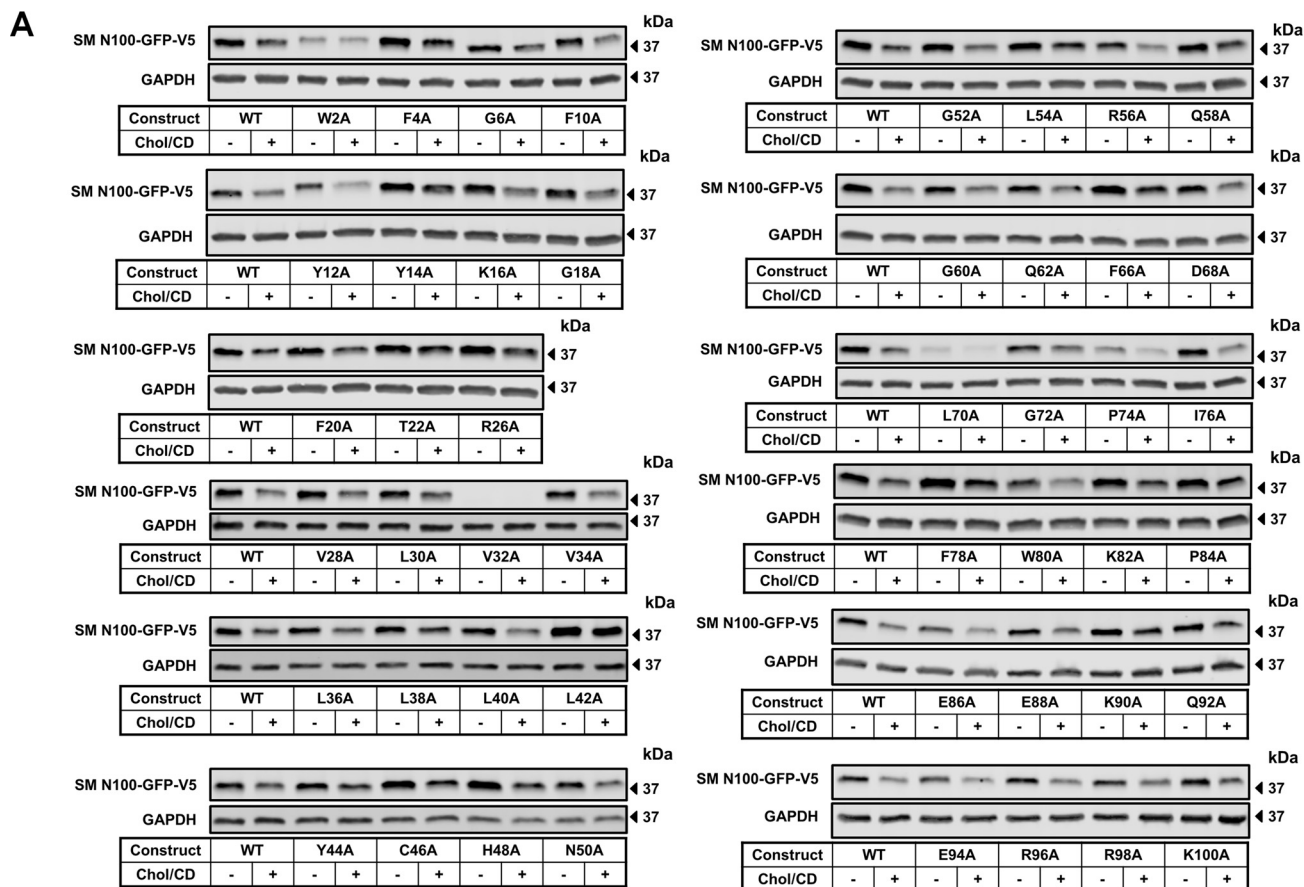 A
kDa
SM N100-GFP-V5 ◄ 37
GAPDH ◄ 37
Construct WT W2A F4A G6A F10A
Chol/CD - + - + - + - + - +
kDa
SM N100-GFP-V5 ◄ 37
GAPDH ◄ 37
Construct WT Y12A Y14A K16A G18A
Chol/CD - + - + - + - + - +
kDa
SM N100-GFP-V5 ◄ 37
GAPDH ◄ 37
Construct WT F20A T22A R26A
Chol/CD - + - + - + - +
kDa
SM N100-GFP-V5 ◄ 37
GAPDH ◄ 37
Construct WT V28A L30A V32A V34A
Chol/CD - + - + - + - + - +
kDa
SM N100-GFP-V5 ◄ 37
GAPDH ◄ 37
Construct WT L36A L38A L40A L42A
Chol/CD - + - + - + - + - +
kDa
SM N100-GFP-V5 ◄ 37
GAPDH ◄ 37
Construct WT Y44A C46A H48A N50A
Chol/CD - + - + - + - + - +
kDa
SM N100-GFP-V5 ◄ 37
GAPDH ◄ 37
Construct WT G52A L54A R56A Q58A
Chol/CD - + - + - + - + - +
kDa
SM N100-GFP-V5 ◄ 37
GAPDH ◄ 37
Construct WT G60A Q62A F66A D68A
Chol/CD - + - + - + - + - +
kDa
SM N100-GFP-V5 ◄ 37
GAPDH ◄ 37
Construct WT L70A G72A P74A I76A
Chol/CD - + - + - + - + - +
kDa
SM N100-GFP-V5 ◄ 37
GAPDH ◄ 37
Construct WT F78A W80A K82A P84A
Chol/CD - + - + - + - + - +
kDa
SM N100-GFP-V5 ◄ 37
GAPDH ◄ 37
Construct WT E86A E88A K90A Q92A
Chol/CD - + - + - + - + - +
kDa
SM N100-GFP-V5 ◄ 37
GAPDH ◄ 37
Construct WT E94A R96A R98A K100A
Chol/CD - + - + - + - + - +